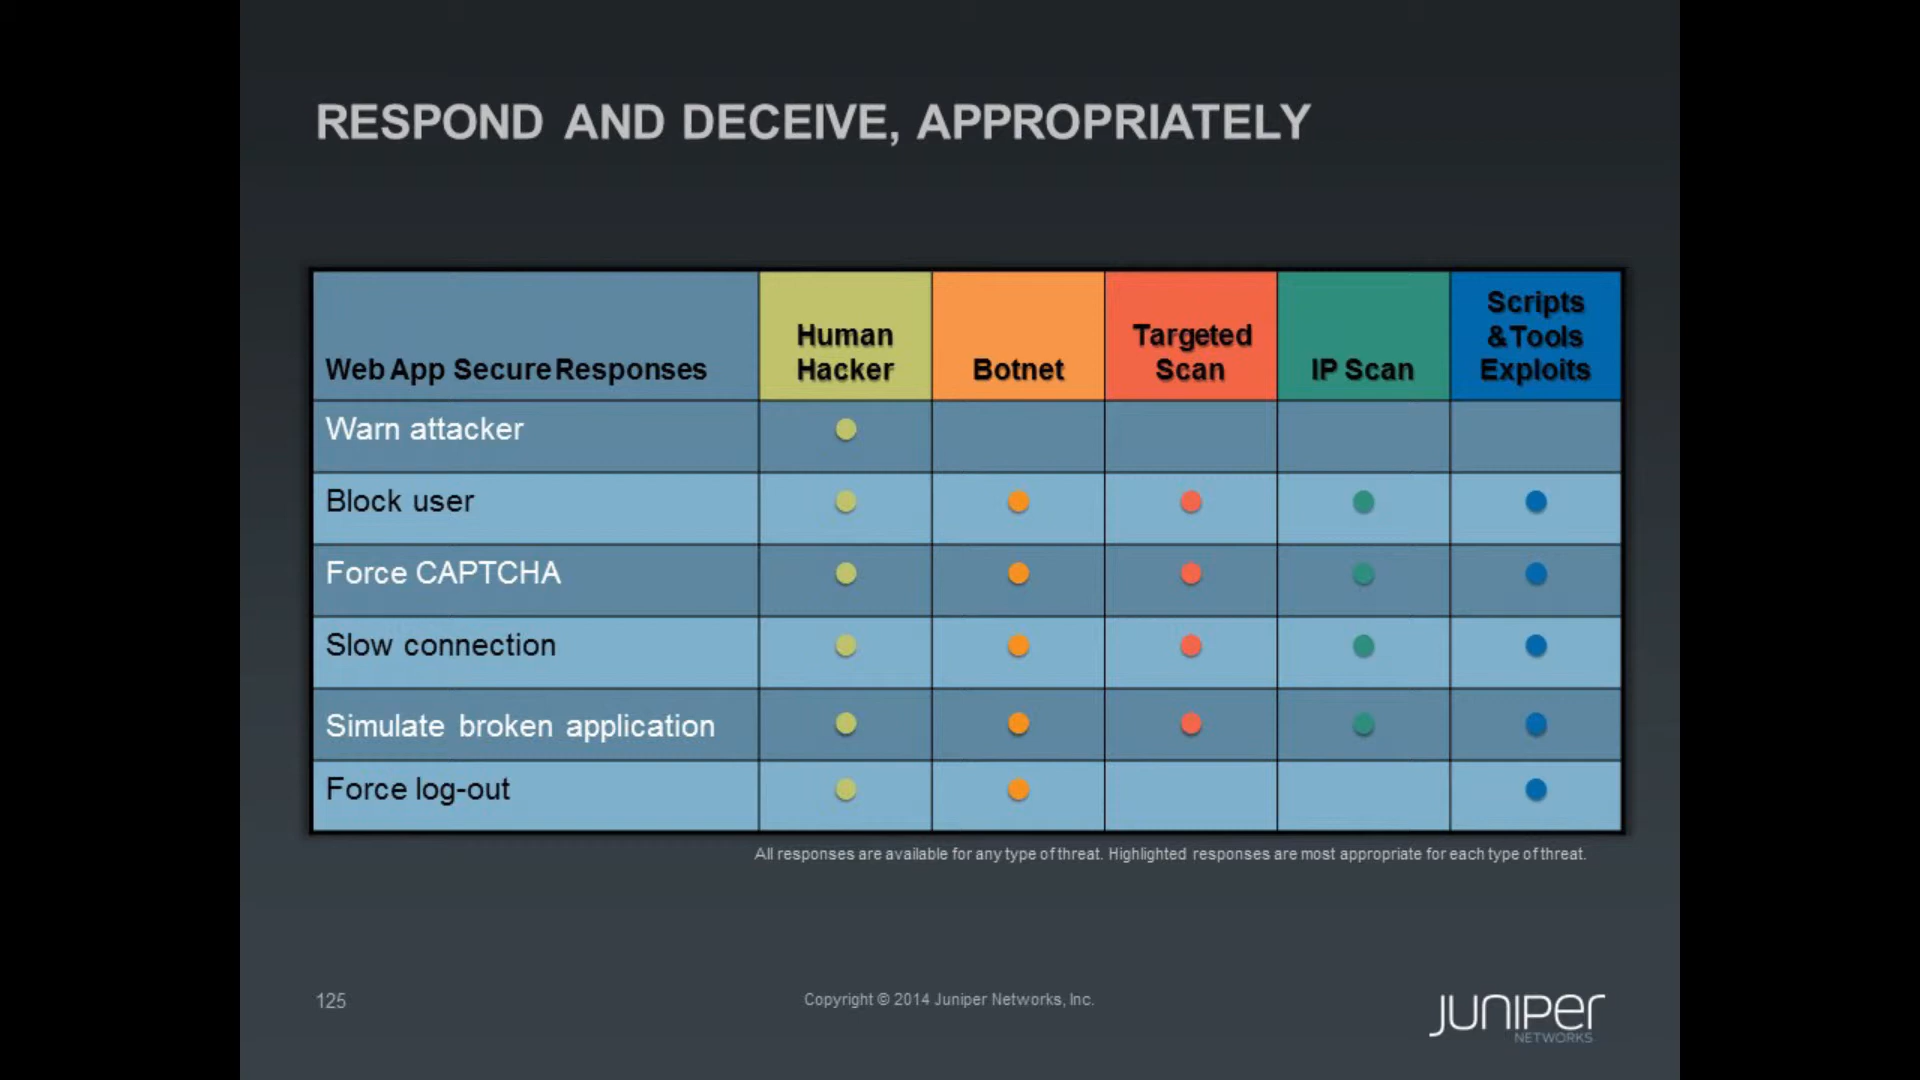 RESPOND AND DECEIVE, APPROPRIATELY
Web App Secure Responses
Human
Hacker
Botnet
Targeted
Scan
IP Scan
Scripts
& Tools
Exploits
Warn attacker
Block user
Force CAPTCHA
Slow connection
Simulate broken application
Force log-out
All responses are available for any type of threat. Highlighted responses are most appropriate for each type of threat.
125
Copyright © 2014 Juniper Networks, Inc.
JUNIPER
NETWORKS